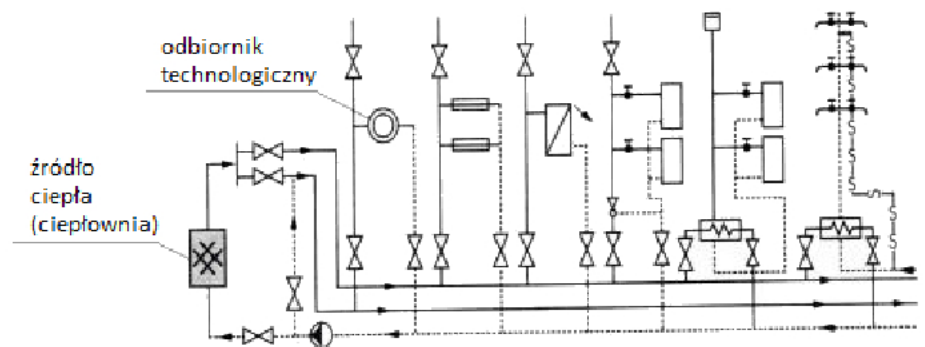 odbiornik
technologiczny
źródło
ciepła
(ciepłownia)